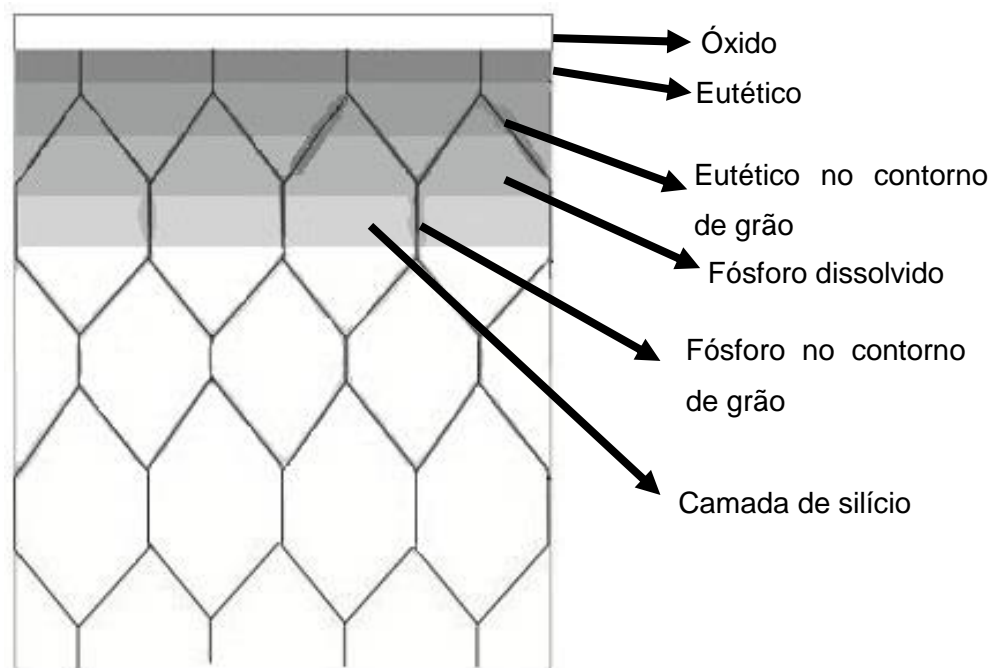 Óxido
Eutético
Eutético no contorno
de grão
Fósforo dissolvido
Fósforo no contorno
de grão
Camada de silício